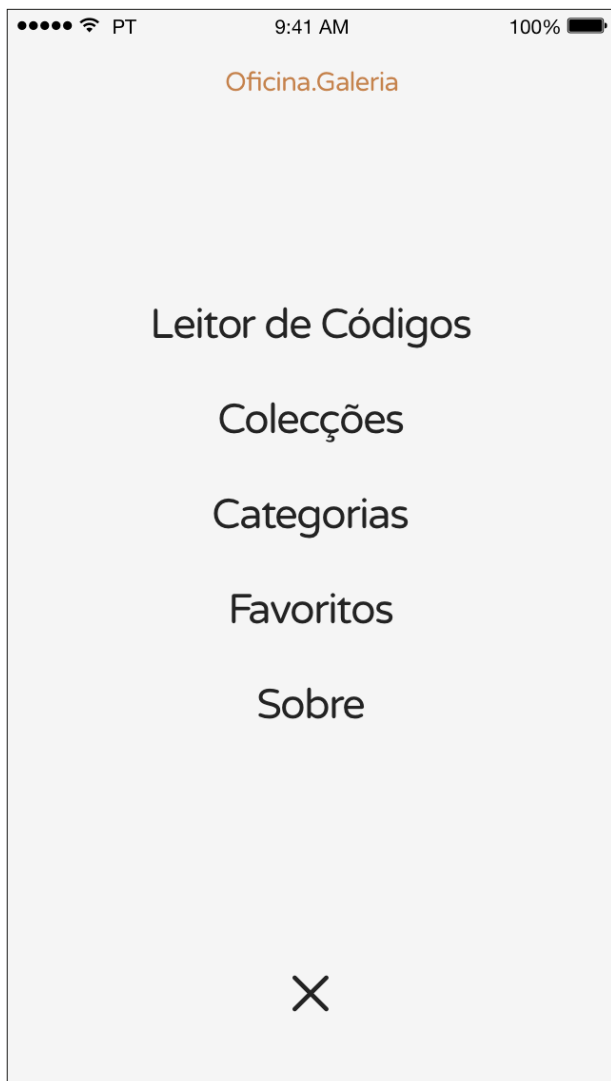 PT 9:41 AM 100%
Oficina.Galeria
Leitor de Códigos
Colecções
Categorias
Favoritos
Sobre